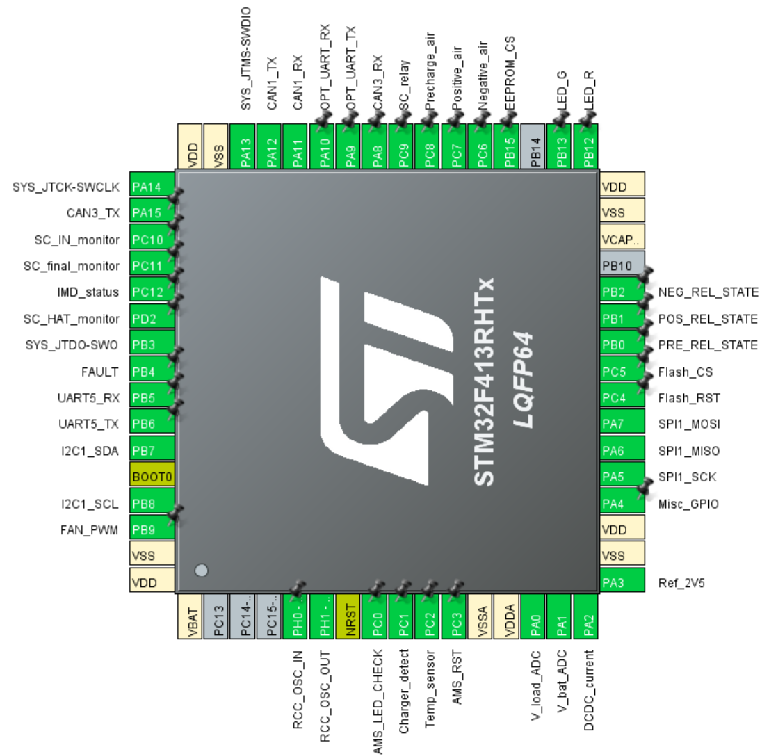 SYS_JTMS-SWDIO
CAN1_TX
CAN1_RX
OPT_UART_RX
OPT_UART_TX
CAN3_RX
SC_relay
Precharge_air
Positive_air
Negative_air
EEPROM_CS
LED_G
LED_R
VDD
VSS
PA13
PA12
PA11
PA10
PA9
PA8
PC9
PC8
PC7
PC6
PB15
PB14
PB13
PB12
SYS_JTCK-SWCLK PA14
CAN3_TX PA15
SC_IN_monitor PC10
SC_final_monitor PC11
IMD_status PC12
SC_HAT_monitor PD2
SYS_JTDO-SWO PB3
FAULT PB4
UART5_RX PB5
UART5_TX PB6
I2C1_SDA PB7
BOOT0
I2C1_SCL PB8
FAN_PWM PB9
VSS
VDD
STM32F413RHTx
LQFP64
VDD
VSS
VCAP..
PB10
PB2 NEG_REL_STATE
PB1 POS_REL_STATE
PB0 PRE_REL_STATE
PC5 Flash_CS
PC4 Flash_RST
PA7 SPI1_MOSI
PA6 SPI1_MISO
PA5 SPI1_SCK
PA4 Misc_GPIO
VDD
VSS
PA3 Ref_2V5
VBAT
PC13
PC14-..
PC15-..
PH0-..
PH1-..
NRST
PC0
PC1
PC2
PC3
VSSA
VDDA
PA0
PA1
PA2
RCC_OSC_IN
RCC_OSC_OUT
AMS_LED_CHECK
Charger_detect
Temp_sensor
AMS_RST
V_load_ADC
V_bat_ADC
DCDC_current